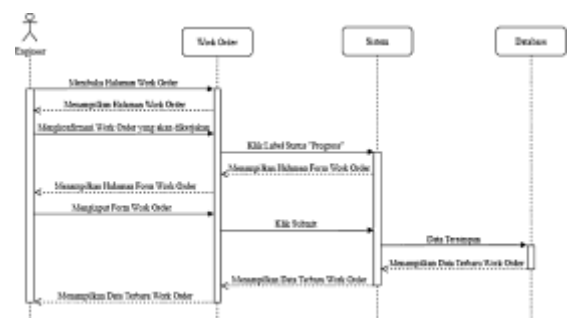 Engineer
Work Order
Sistem
Database
Membuka Halaman Work Order
Menampilkan Halaman Work Order
Mengkonfirmasi Work Order yang akan dikerjakan
Klik Label Status "Progress"
Menampilkan Halaman Form Work Order
Menampilkan Halaman Form Work Order
Menginput Form Work Order
Klik Submit
Data Tersimpan
Menampilkan Data Terbaru Work Order
Menampilkan Data Terbaru Work Order
Menampilkan Data Terbaru Work Order